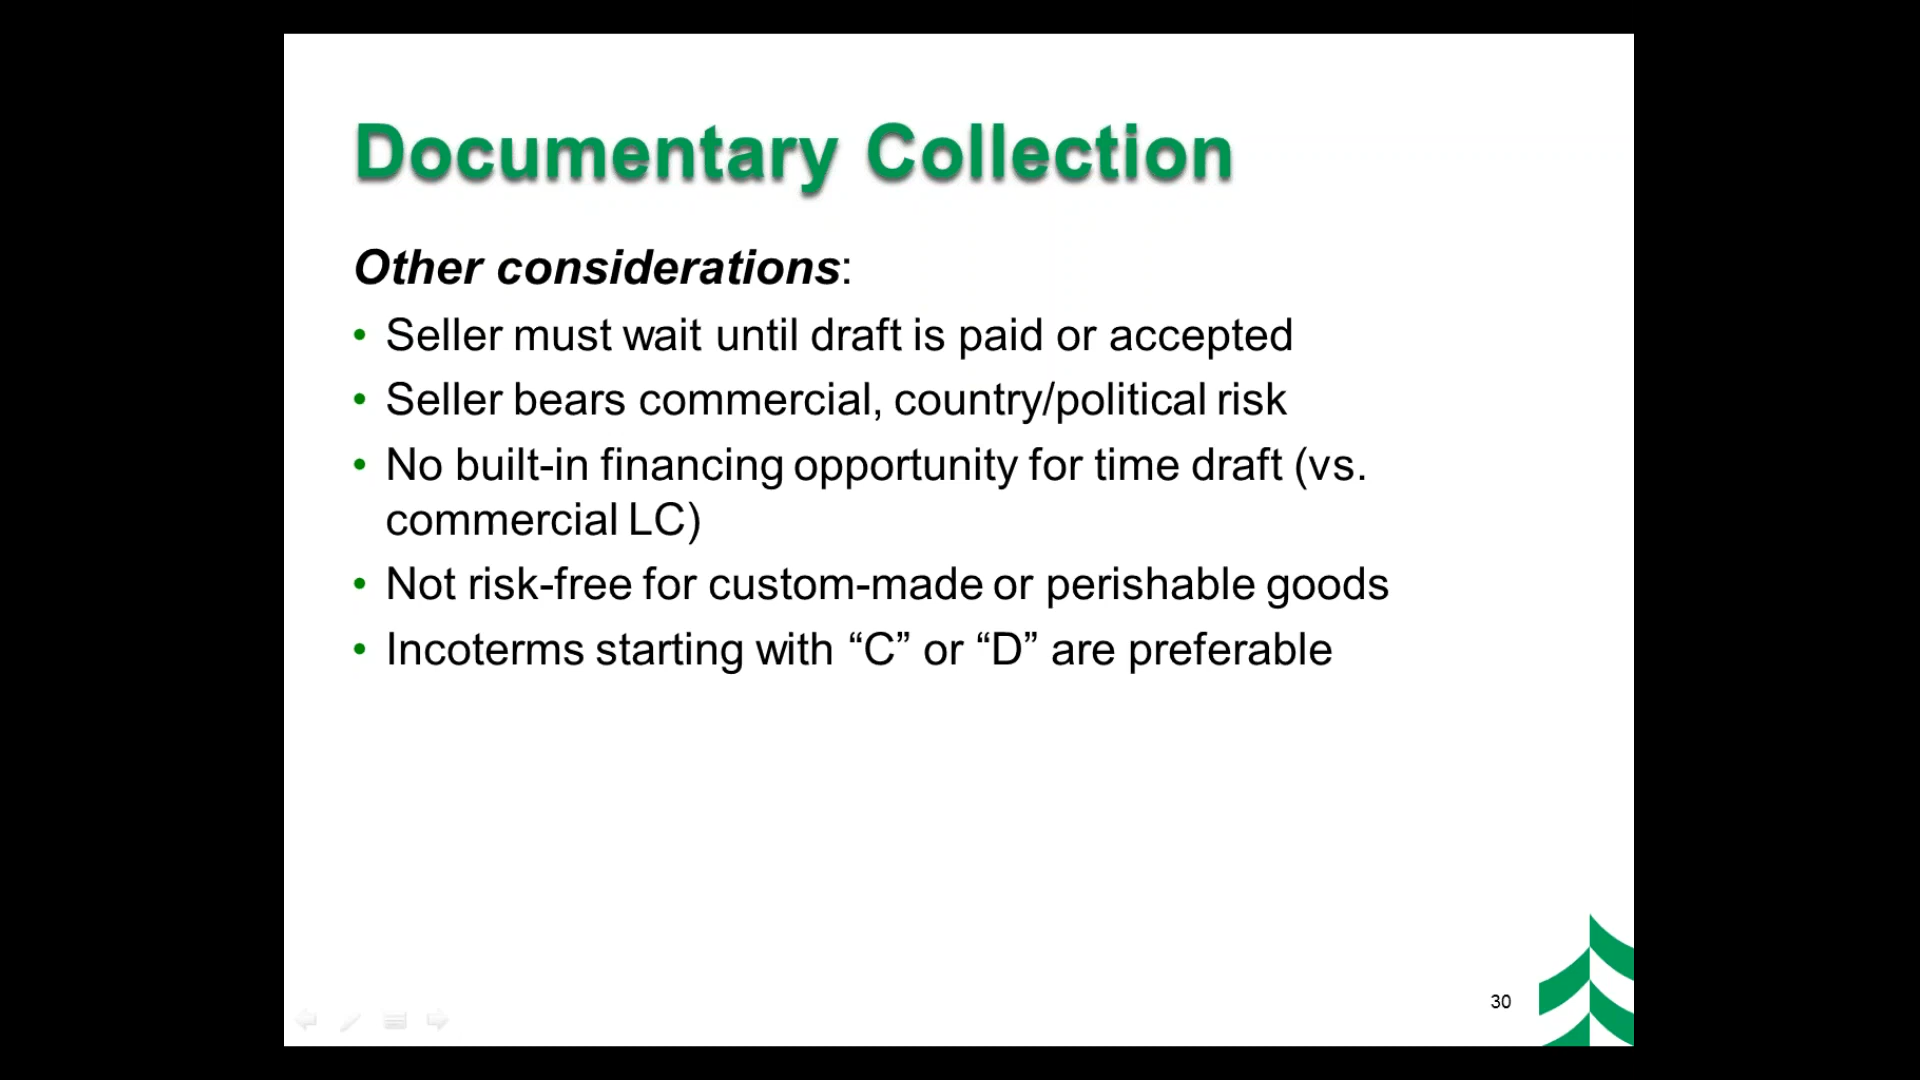 Documentary Collection
Other considerations:
• Seller must wait until draft is paid or accepted
• Seller bears commercial, country/political risk
• No built-in financing opportunity for time draft (vs.
commercial LC)
• Not risk-free for custom-made or perishable goods
• Incoterms starting with “C” or “D” are preferable
30